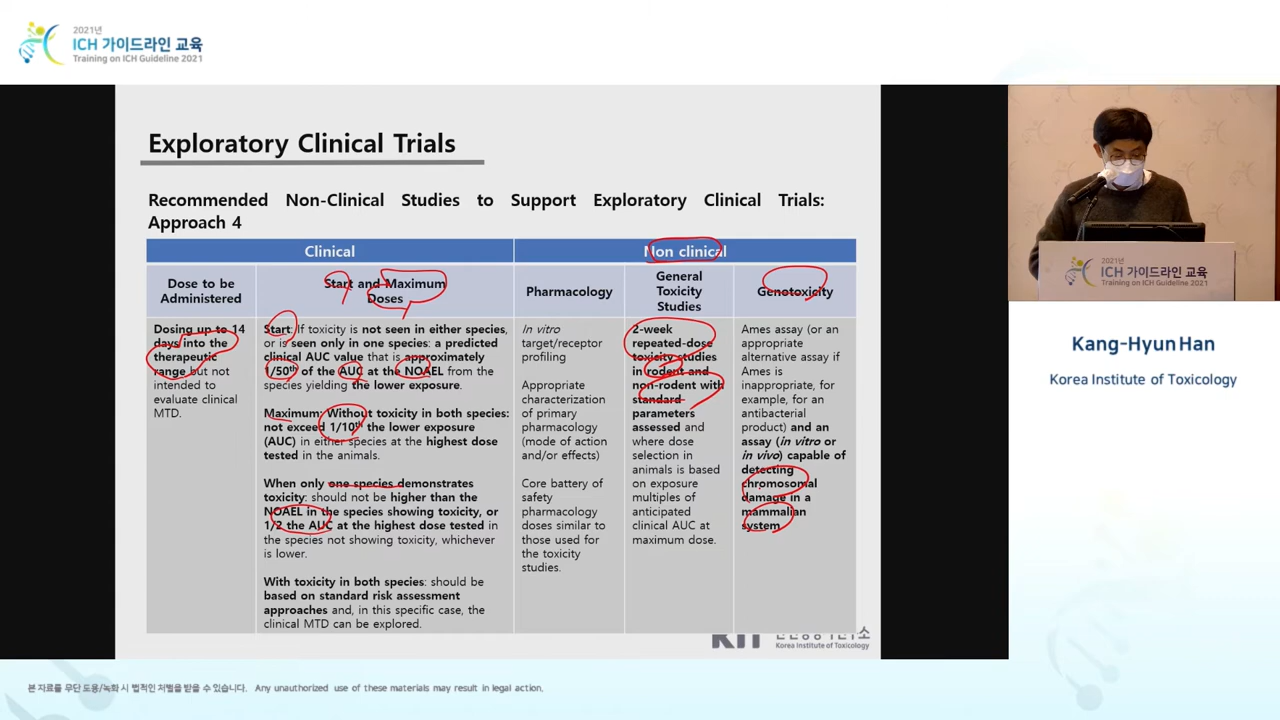 2021년
ICH 가이드라인 교육
Training on ICH Guideline 2021
Exploratory Clinical Trials
Recommended Non-Clinical Studies to Support Exploratory Clinical Trials:
Approach 4
Clinical
Non clinical
Dose to be
Administered
Start and Maximum
Doses
Pharmacology
General
Toxicity
Studies
Genotoxicity
Dosing up to 14
days into the
therapeutic
range but not
intended to
evaluate clinical
MTD.
Start: If toxicity is not seen in either species,
or is seen only in one species: a predicted
clinical AUC value that is approximately
1/50th of the AUC at the NOAEL from the
species yielding the lower exposure.
Maximum: Without toxicity in both species:
not exceed 1/10th the lower exposure
(AUC) in either species at the highest dose
tested in the animals.
When only one species demonstrates
toxicity: should not be higher than the
NOAEL in the species showing toxicity, or
1/2 the AUC at the highest dose tested in
the species not showing toxicity, whichever
is lower.
With toxicity in both species: should be
based on standard risk assessment
approaches and, in this specific case, the
clinical MTD can be explored.
In vitro
target/receptor
profiling
Appropriate
characterization
of primary
pharmacology
(mode of action
and/or effects)
Core battery of
safety
pharmacology
doses similar to
those used for
the toxicity
studies.
2-week
repeated-dose
toxicity studies
in rodent and
non-rodent with
standard
parameters
assessed and
where dose
selection in
animals is based
on exposure
multiples of
anticipated
clinical AUC at
maximum dose.
Ames assay (or an
appropriate
alternative assay if
Ames is
inappropriate, for
example, for an
antibacterial
product) and an
assay (in vitro or
in vivo) capable of
detecting
chromosomal
damage in a
mammalian
system
Korea Institute of Toxicology
2021년
ICH 가이드라인 교육
Training on ICH Guideline 2021
Kang-Hyun Han
Korea Institute of Toxicology
본 자료를 무단 도용/녹화 시 법적인 처벌을 받을 수 있습니다. Any unauthorized use of these materials may result in legal action.